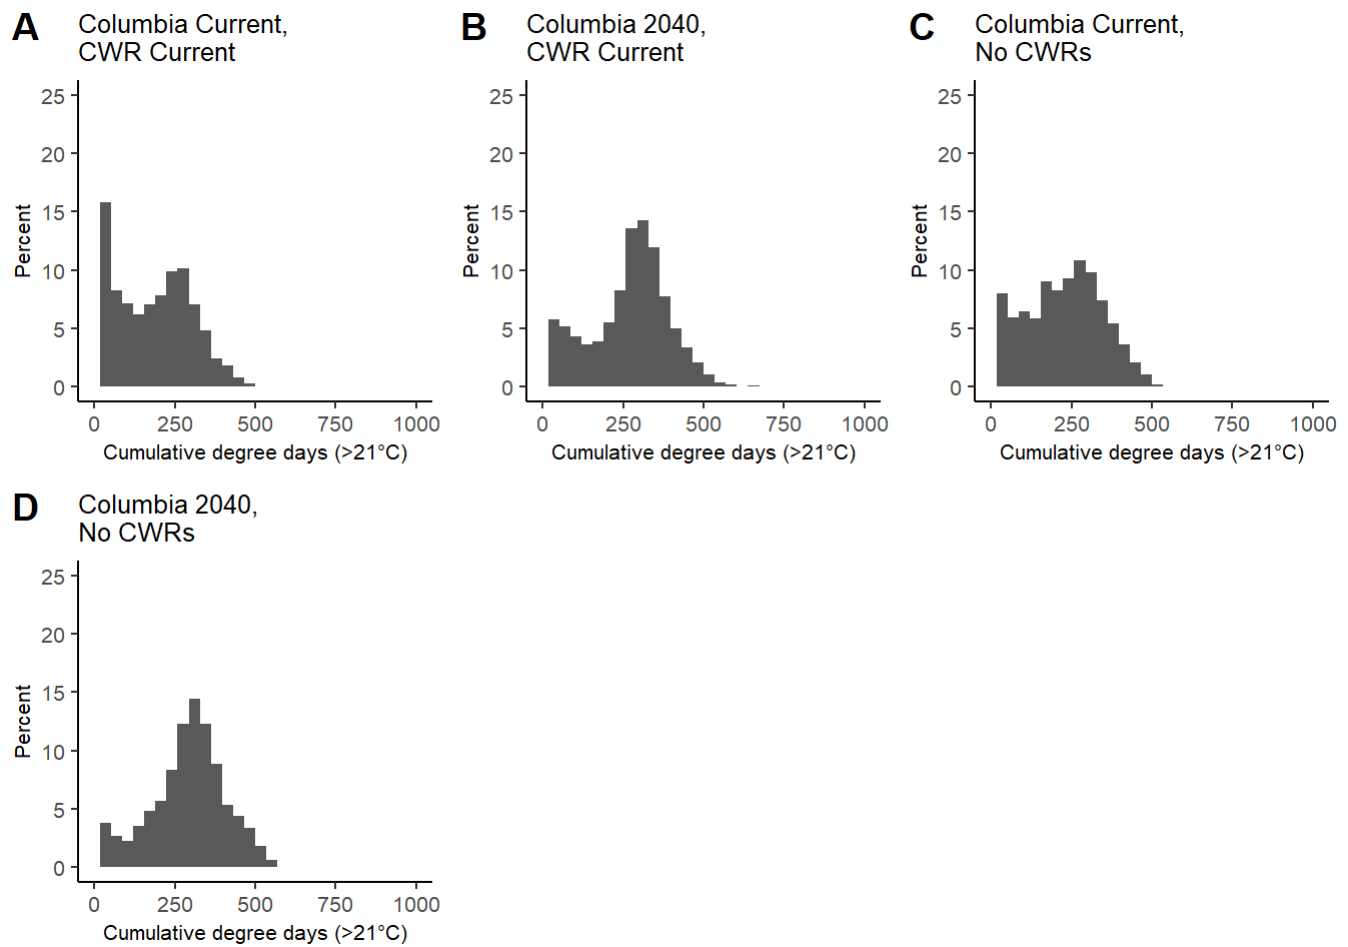 A
Columbia Current,
CWR Current
25
20
15
10
5
0
Percent
0 250 500 750 1000
Cumulative degree days (>21°C)
B
Columbia 2040,
CWR Current
25
20
15
10
5
0
Percent
0 250 500 750 1000
Cumulative degree days (>21°C)
C
Columbia Current,
No CWRs
25
20
15
10
5
0
Percent
0 250 500 750 1000
Cumulative degree days (>21°C)
D
Columbia 2040,
No CWRs
25
20
15
10
5
0
Percent
0 250 500 750 1000
Cumulative degree days (>21°C)